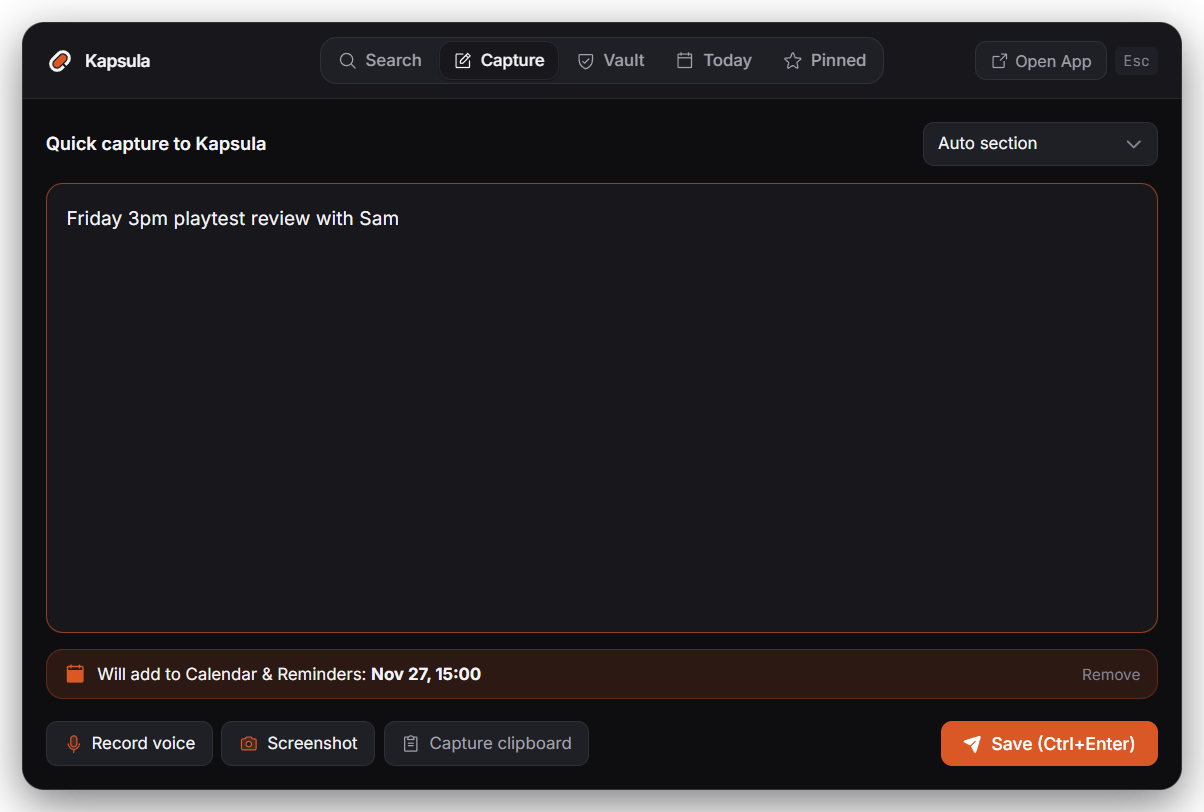 Kapsula
Search
Capture
Vault
Today
Pinned
Open App
Esc
Quick capture to Kapsula
Auto section
Friday 3pm playtest review with Sam
Will add to Calendar & Reminders: Nov 27, 15:00
Remove
Record voice
Screenshot
Capture clipboard
Save (Ctrl+Enter)